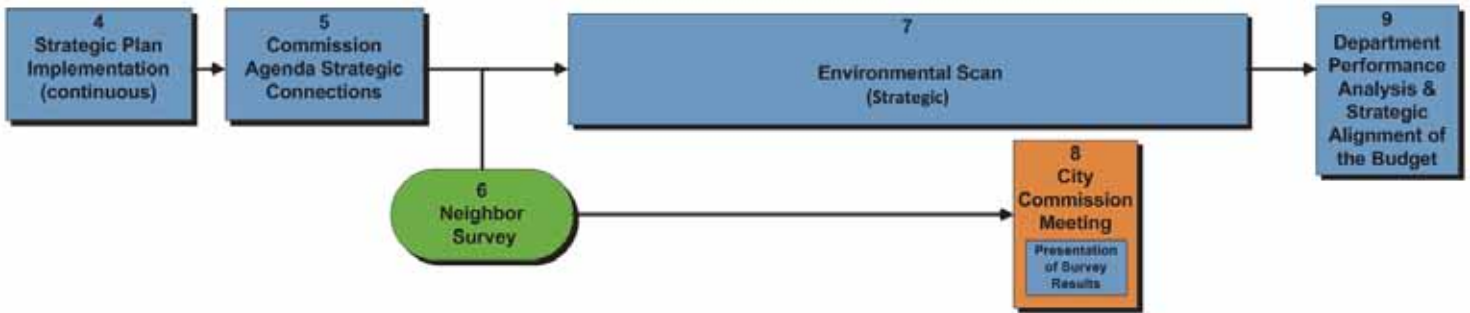 4
Strategic Plan
Implementation
(continuous)
5
Commission
Agenda Strategic
Connections
6
Neighbor
Survey
7
Environmental Scan
(Strategic)
8
City
Commission
Meeting
Presentation
of Survey
Results
9
Department
Performance
Analysis &
Strategic
Alignment of
the Budget